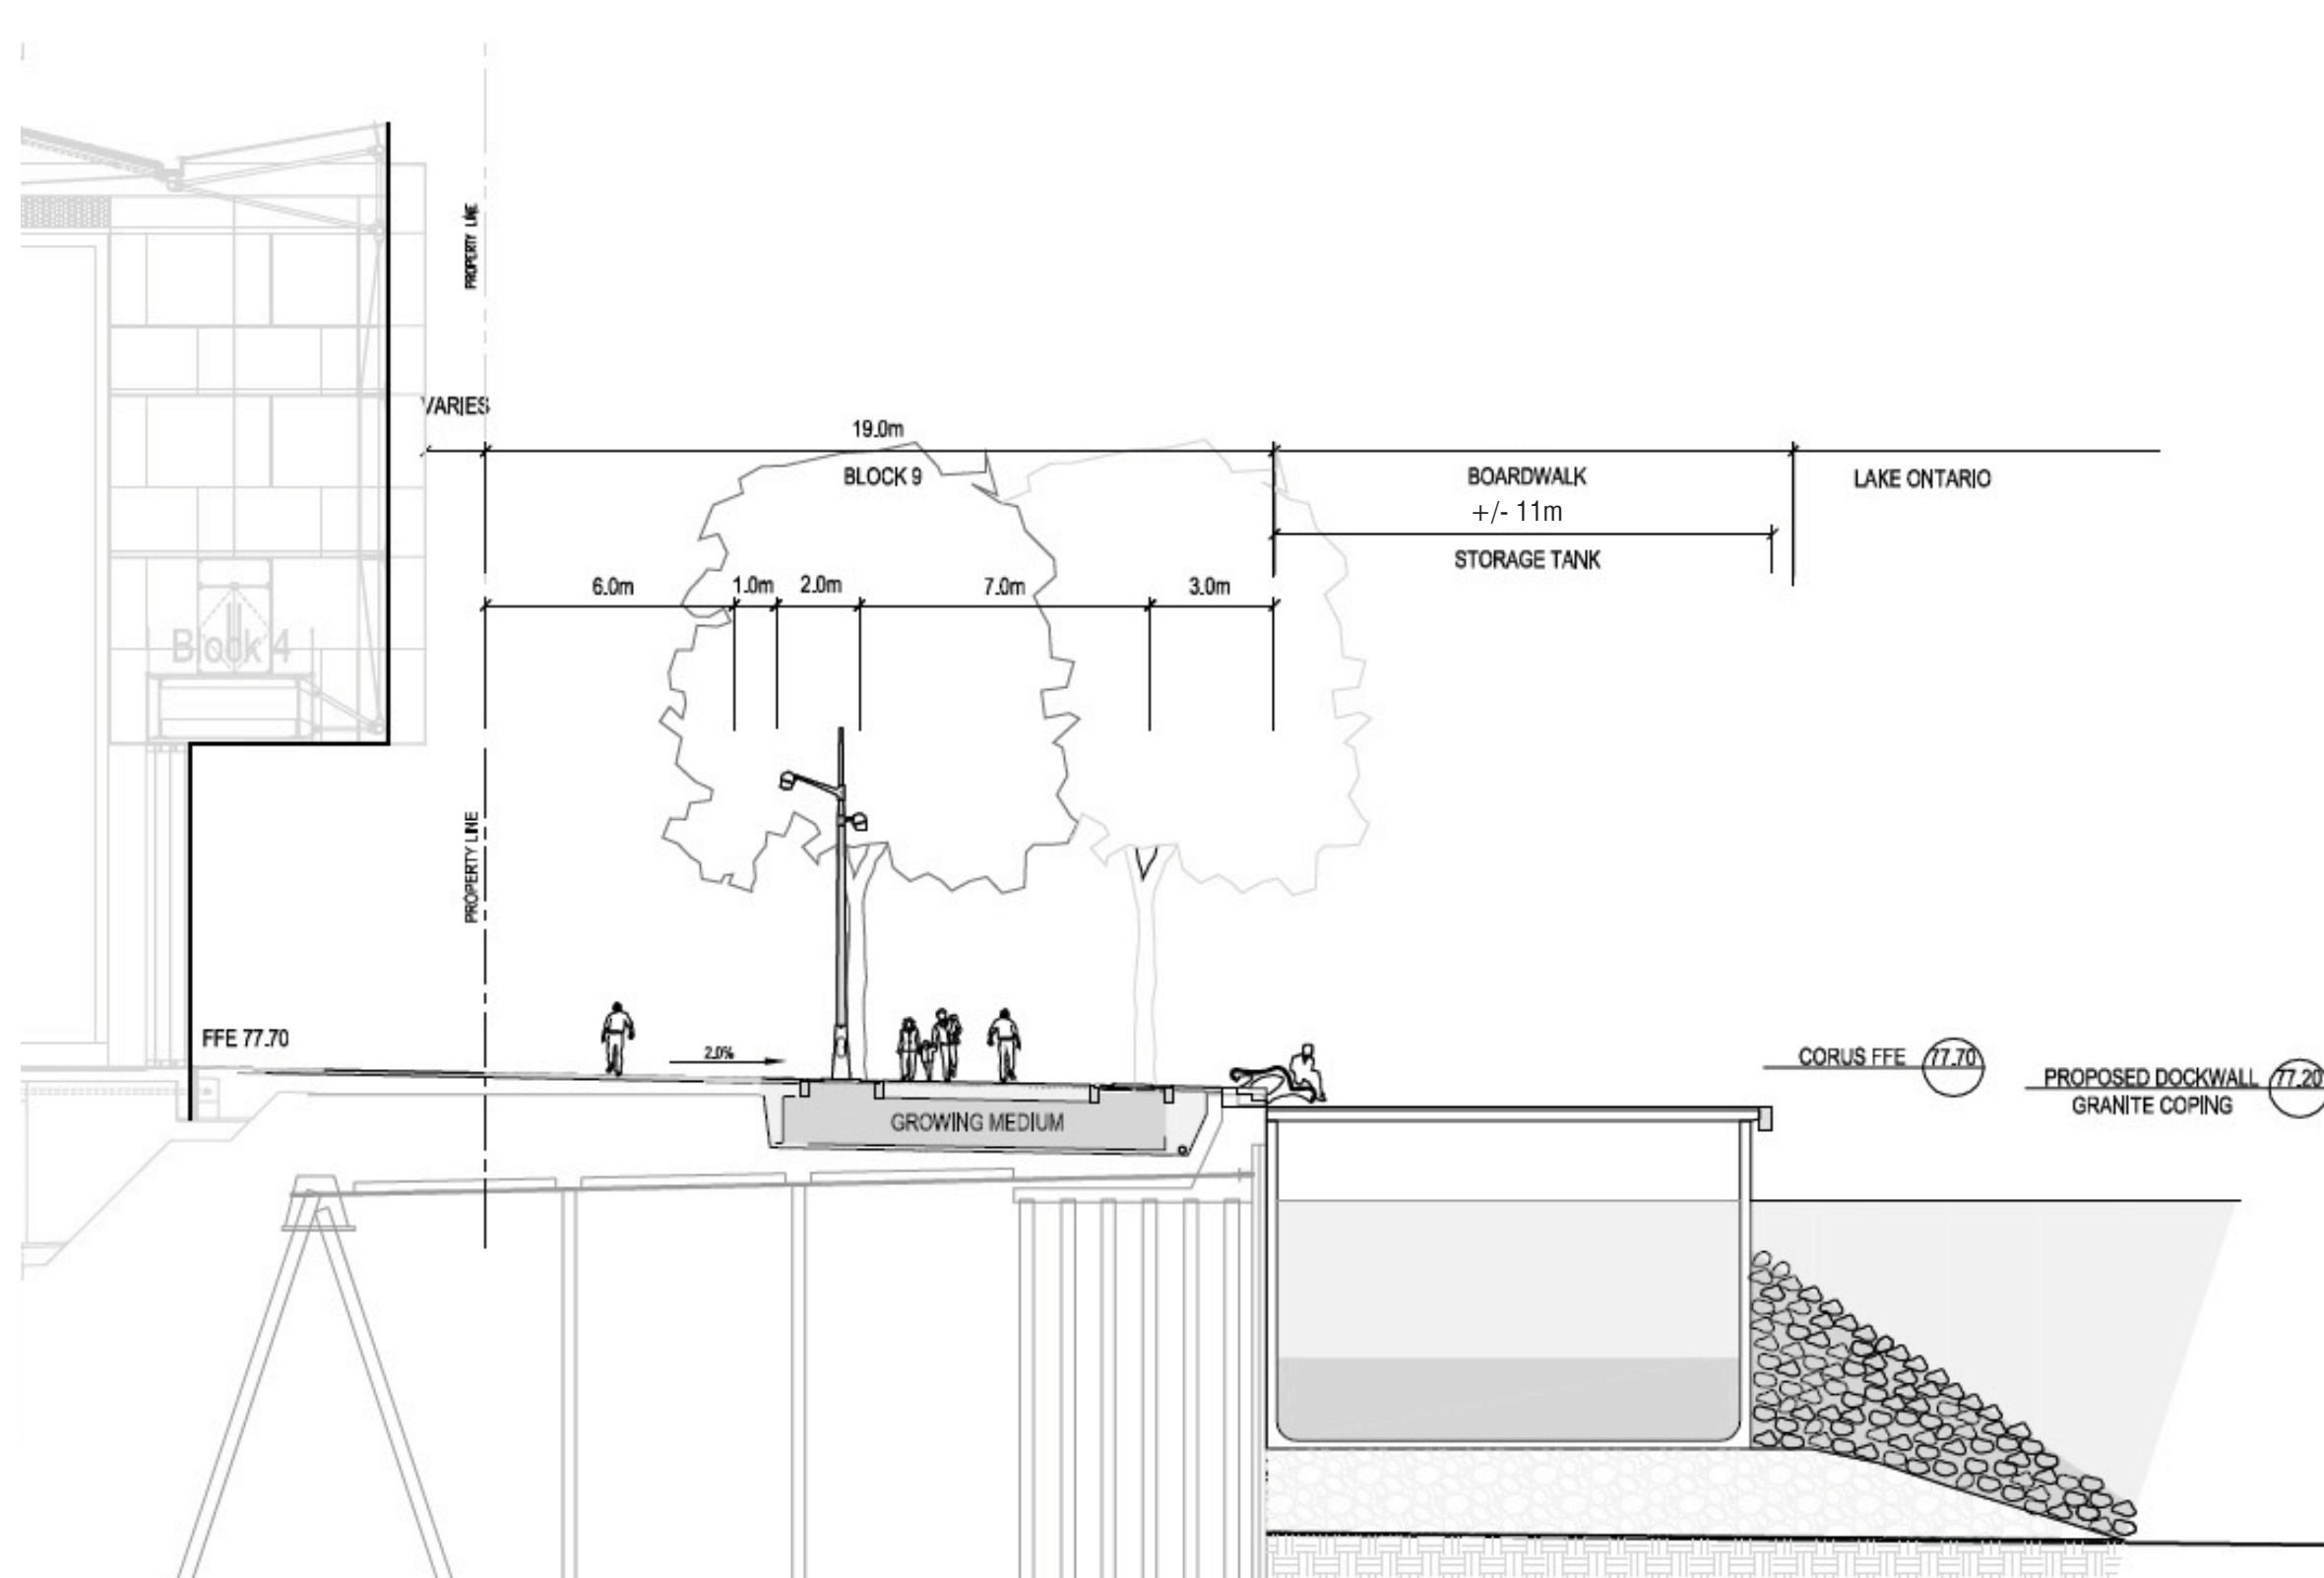 PROPERTY LINE
VARIES
19.0m
BLOCK 9
BOARDWALK
+/- 11m
LAKE ONTARIO
STORAGE TANK
6.0m
1.0m
2.0m
7.0m
3.0m
Block 4
PROPERTY LINE
FFE 77.70
2.0%
GROWING MEDIUM
CORUS FFE 77.70
PROPOSED DOCKWALL 77.20
GRANITE COPING